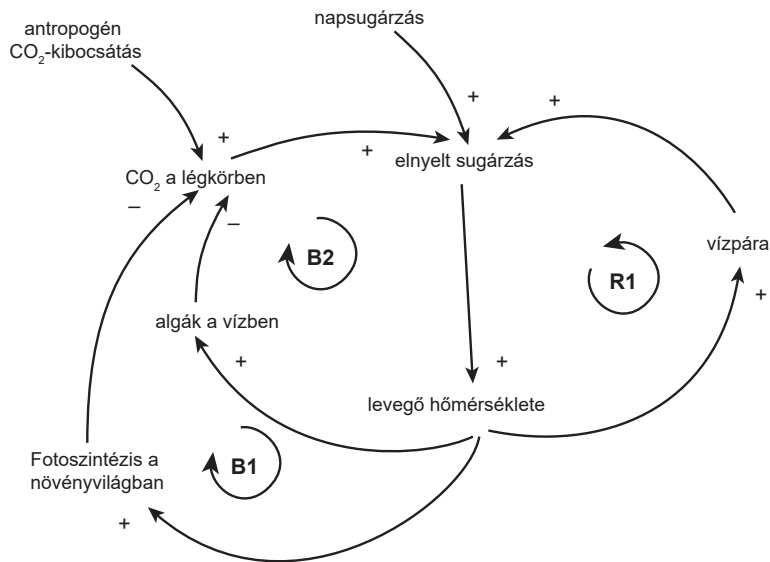 antropogén
CO₂-kibocsátás
napsugárzás
+
+
+
+
CO₂ a légkörben
elnyelt sugárzás
–
–
vízpára
B2
R1
+
algák a vízben
+
+
levegő hőmérséklete
Fotoszintézis a
növényvilágban
B1
+